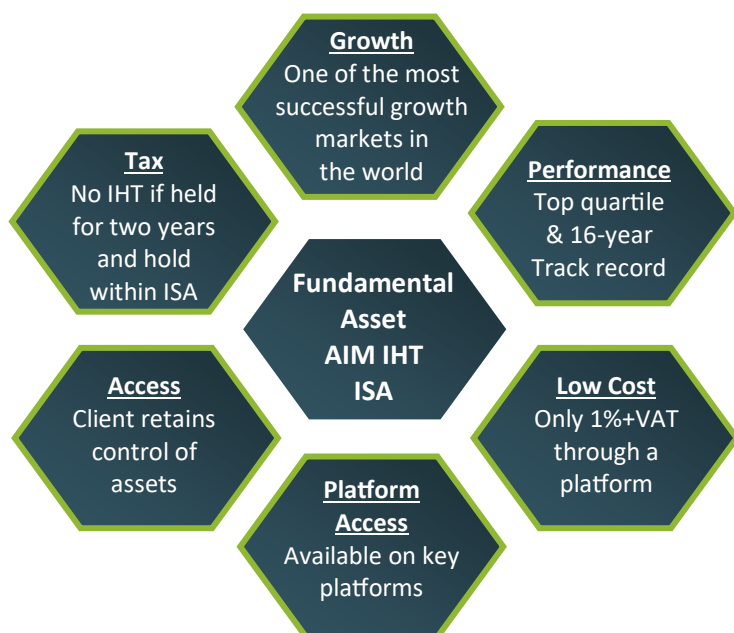 Growth
One of the most
successful growth
markets in
the world
Tax
No IHT if held
for two years
and hold
within ISA
Performance
Top quartile
& 16-year
Track record
Fundamental
Asset
AIM IHT
ISA
Access
Client retains
control of
assets
Low Cost
Only 1%+VAT
through a
platform
Platform
Access
Available on key
platforms